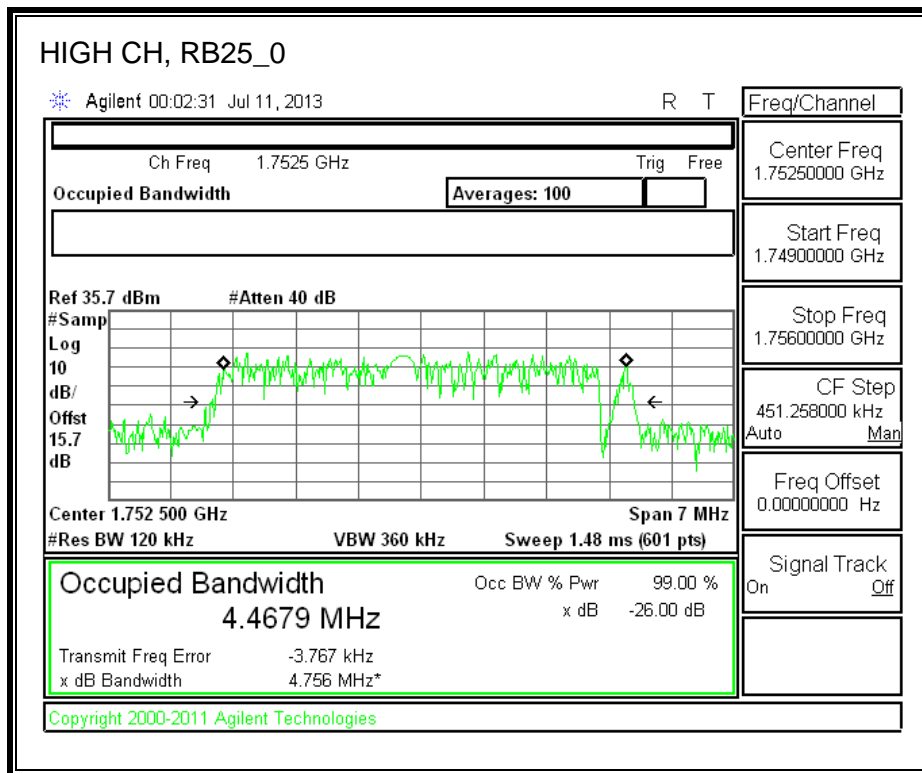 HIGH CH, RB25_0
Agilent 00:02:31 Jul 11, 2013 R T
Freq/Channel
Ch Freq 1.7525 GHz Trig Free
Occupied Bandwidth Averages: 100
Center Freq
1.75250000 GHz
Start Freq
1.74900000 GHz
Stop Freq
1.75600000 GHz
CF Step
451.258000 kHz
Auto Man
Freq Offset
0.00000000 Hz
Signal Track
On Off
Ref 35.7 dBm #Atten 40 dB
#Samp
Log
10
dB/
Offst
15.7
dB
Center 1.752 500 GHz Span 7 MHz
#Res BW 120 kHz VBW 360 kHz Sweep 1.48 ms (601 pts)
Occupied Bandwidth Occ BW % Pwr 99.00 %
4.4679 MHz x dB -26.00 dB
Transmit Freq Error -3.767 kHz
x dB Bandwidth 4.756 MHz*
Copyright 2000-2011 Agilent Technologies